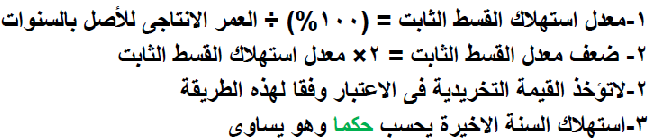 ١-معدل استهلاك القسط الثابت = (١٠٠%) ÷ العمر الانتاجى للأصل بالسنوات
٢- ضعف معدل القسط الثابت = ٢× معدل استهلاك القسط الثابت
٢-لاتؤخذ القيمة التخريدية فى الاعتبار وفقا لهذه الطريقة
٣-استهلاك السنة الاخيرة يحسب حكما وهو يساوى